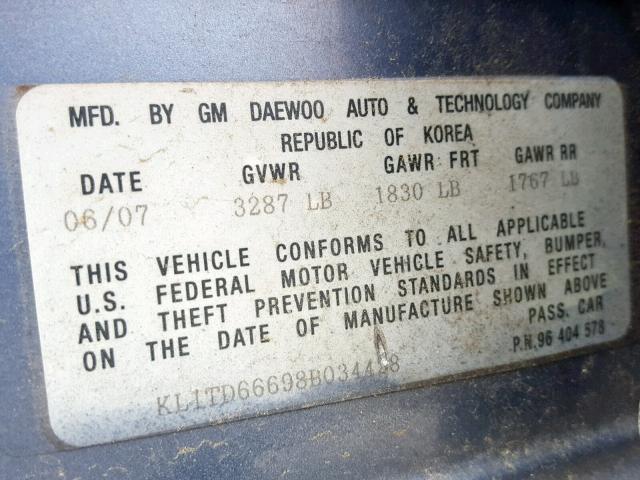 MFD. BY GM DAEWOO AUTO & TECHNOLOGY COMPANY
REPUBLIC OF KOREA
DATE GVWR GAWR FRT GAWR RR
06/07 3287 LB 1830 LB 1767 LB
THIS VEHICLE CONFORMS TO ALL APPLICABLE
U.S. FEDERAL MOTOR VEHICLE SAFETY, BUMPER,
AND THEFT PREVENTION STANDARDS IN EFFECT
ON THE DATE OF MANUFACTURE SHOWN ABOVE
PASS. CAR
P.N.96 404 578
KL1TD66698B034428